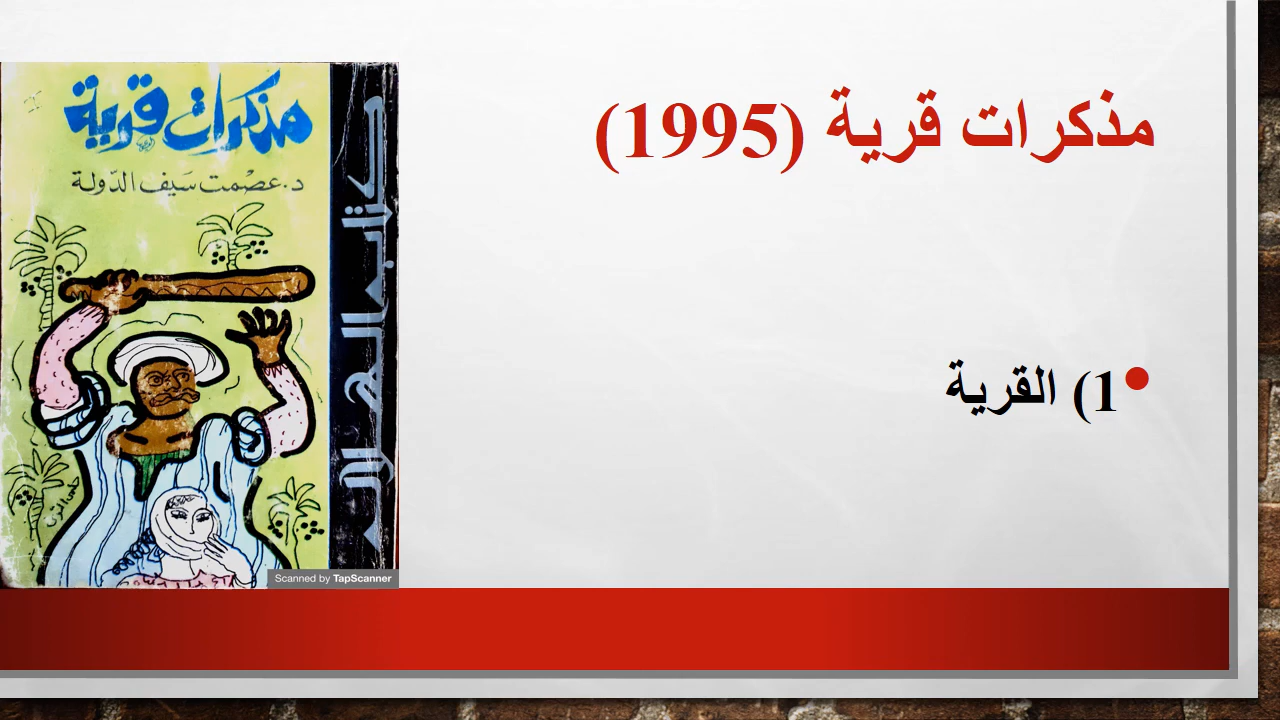 مذكرات قرية (1995)
1) القرية
مذكرات قرية
د. عصمت سيف الدولة
كتاب الهلال
Scanned by TapScanner